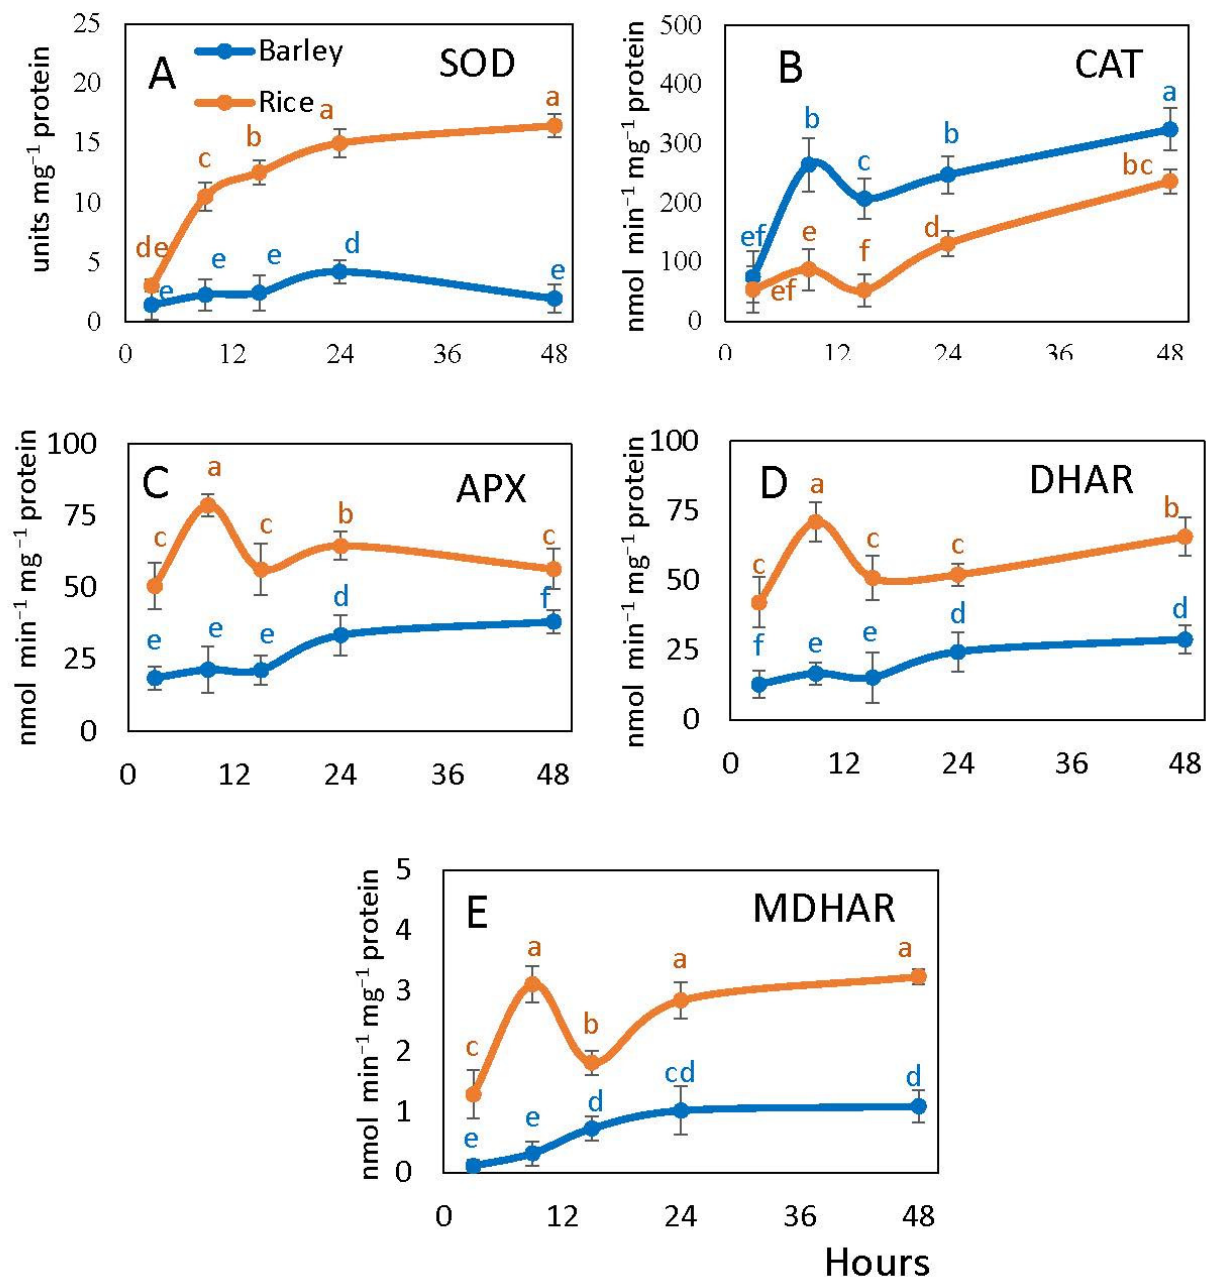 25
20
15
10
5
0
units mg⁻¹ protein
A
Barley
Rice
SOD
de
c
b
a
a
e
e
e
d
e
0 12 24 36 48
500
400
300
200
100
0
nmol min⁻¹ mg⁻¹ protein
B
CAT
ef
b
c
b
a
ef
e
f
d
bc
0 12 24 36 48
100
75
50
25
0
nmol min⁻¹ mg⁻¹ protein
C
APX
c
a
c
b
c
e
e
e
d
f
0 12 24 36 48
100
75
50
25
0
nmol min⁻¹ mg⁻¹ protein
D
DHAR
c
a
c
c
b
f
e
e
d
d
0 12 24 36 48
5
4
3
2
1
0
nmol min⁻¹ mg⁻¹ protein
E
MDHAR
c
a
b
a
a
e
e
d
cd
d
0 12 24 36 48
Hours